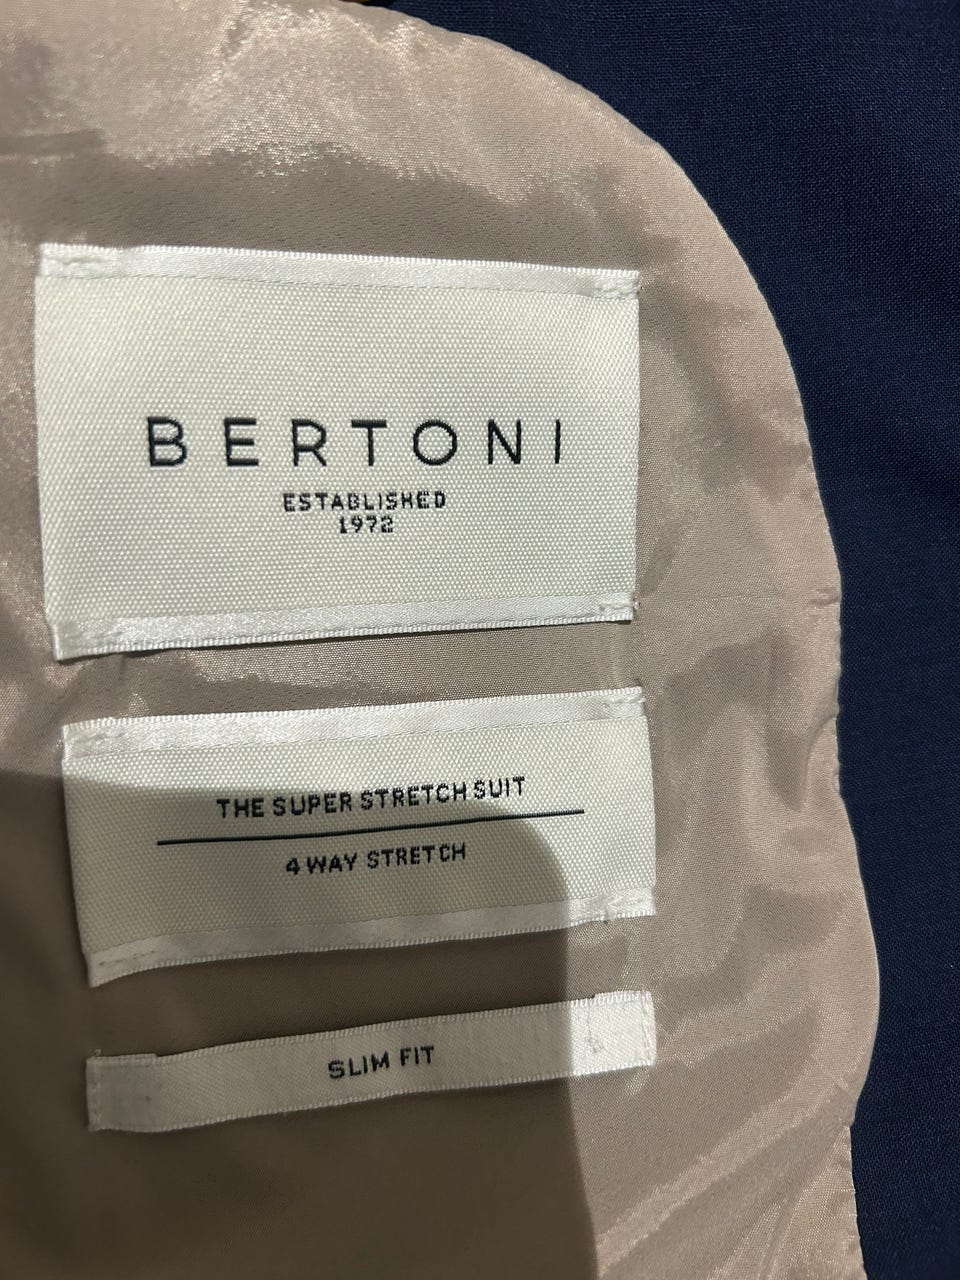 BERTONI
ESTABLISHED
1972
THE SUPER STRETCH SUIT
4 WAY STRETCH
SLIM FIT